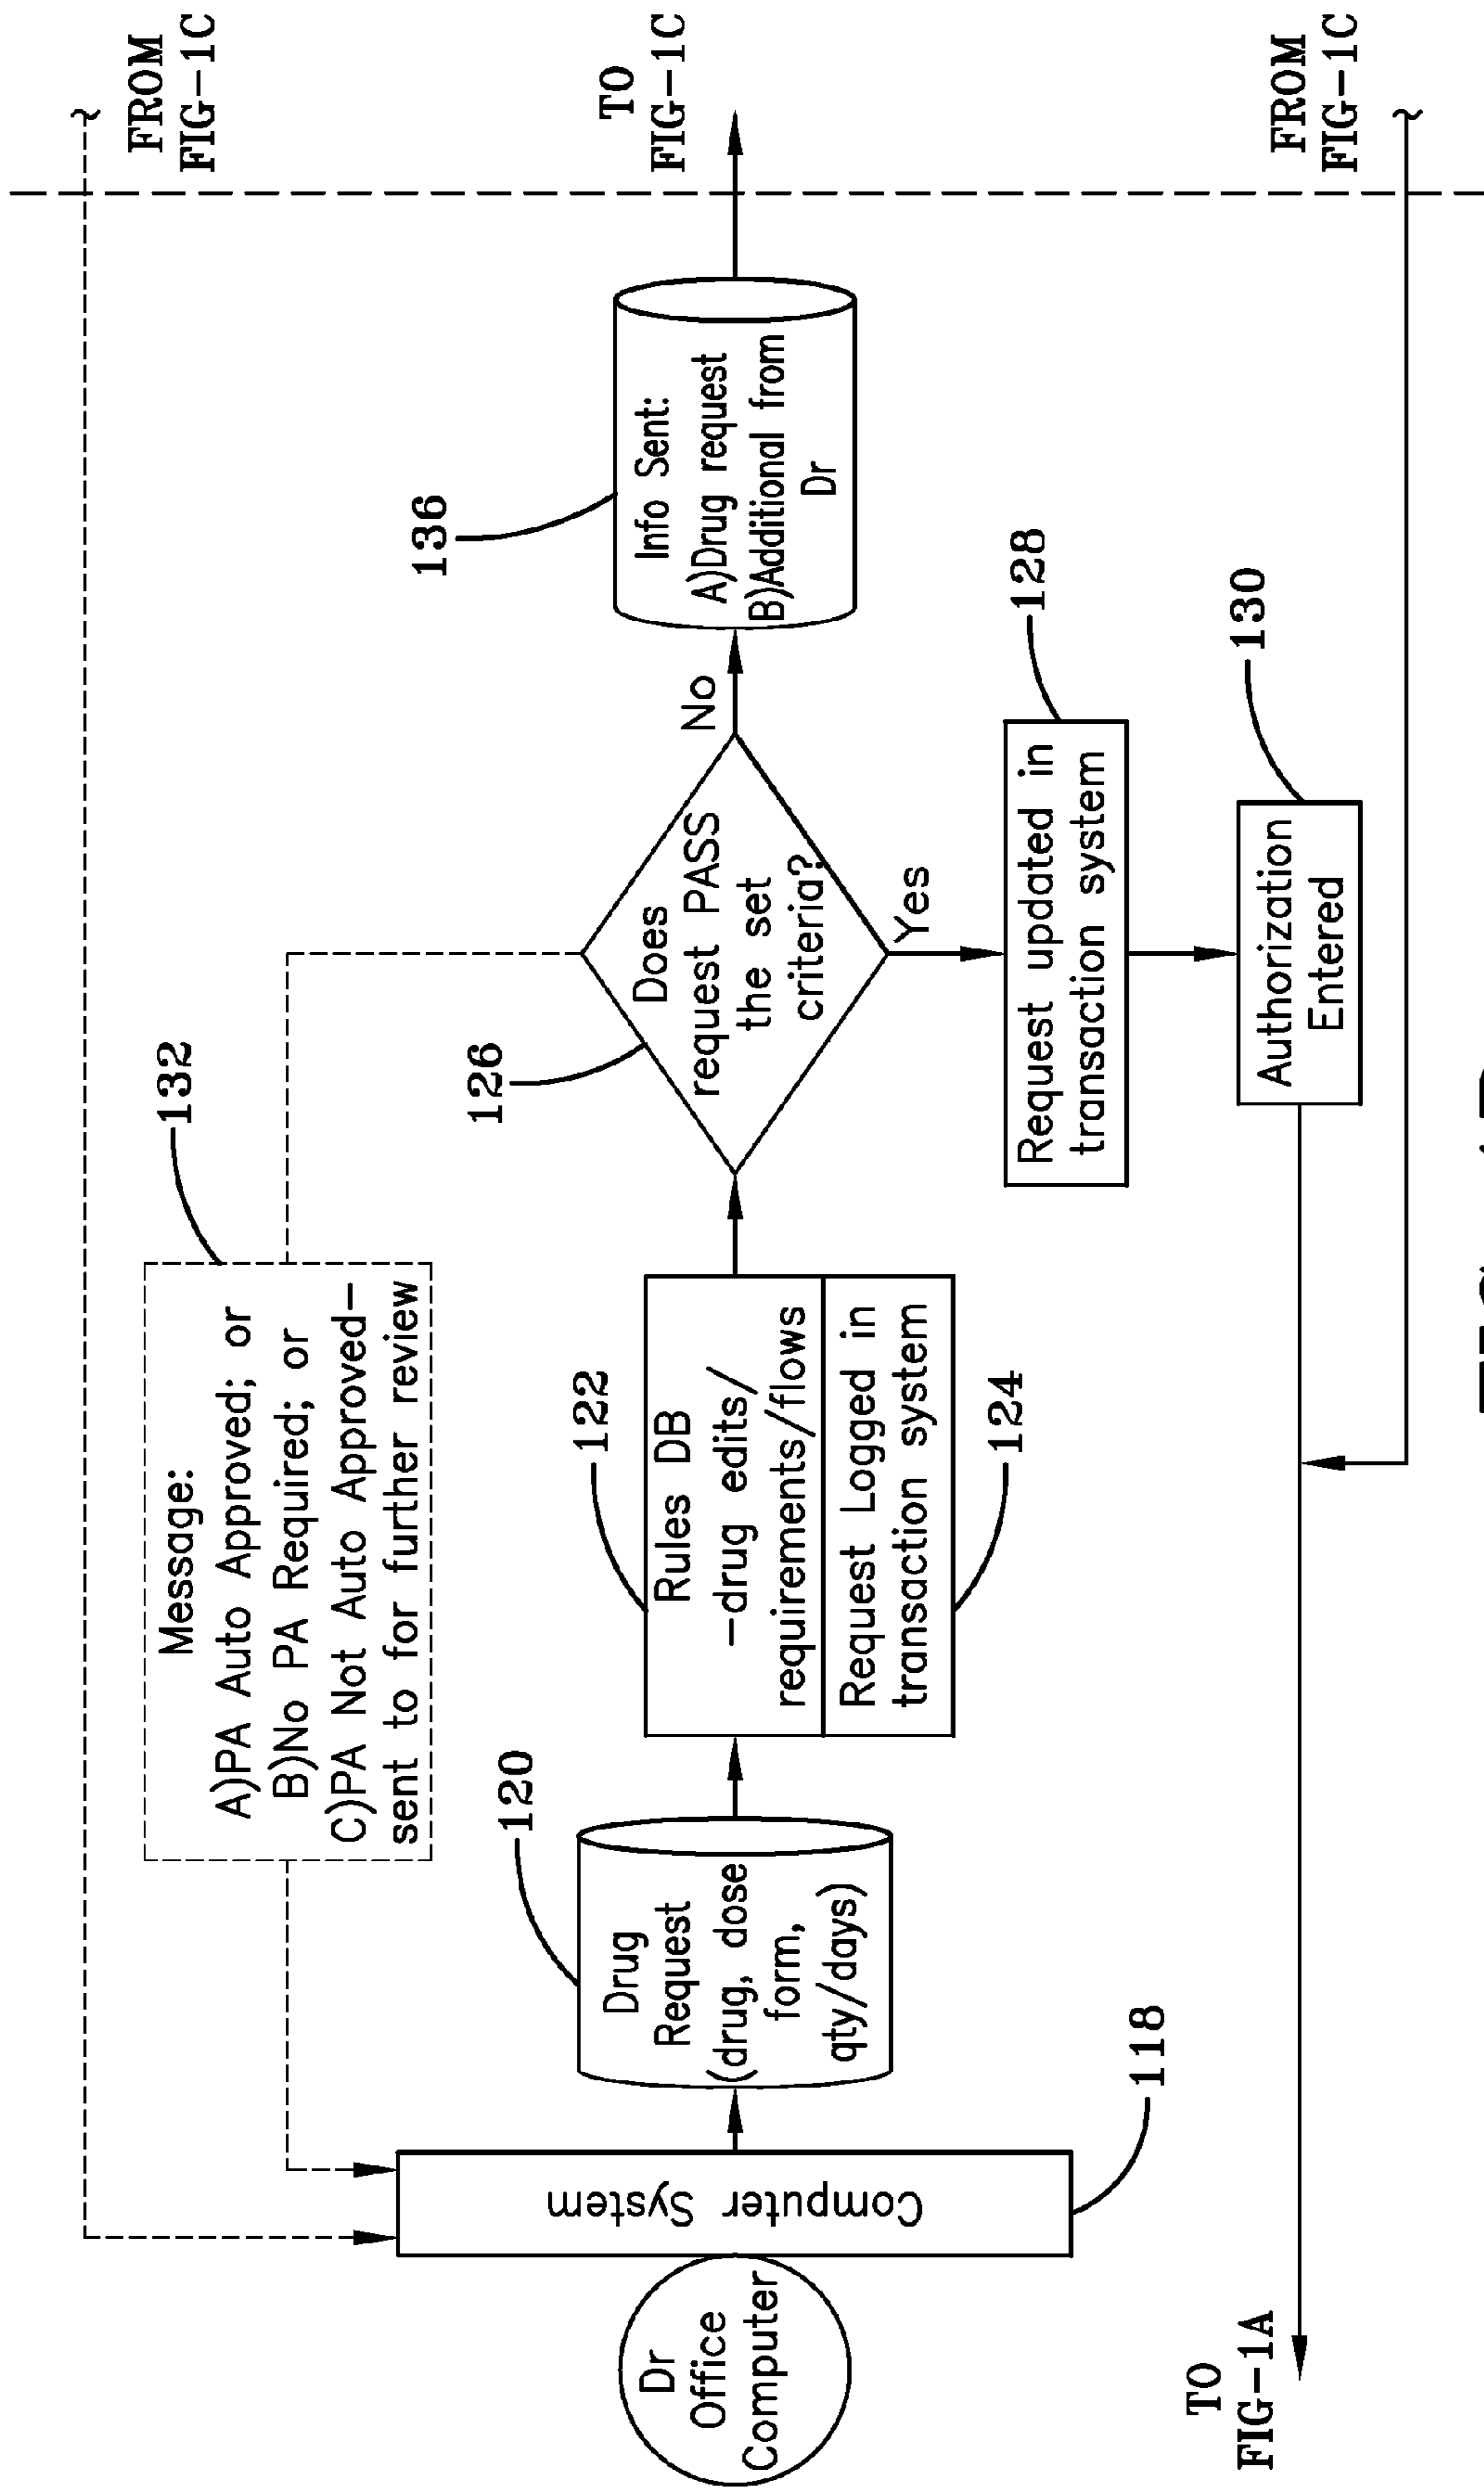 FROM
FIG-1C
TO
FIG-1C
FROM
FIG-1C
132
Message:
A)PA Auto Approved; or
B)No PA Required; or
C)PA Not Auto Approved-
sent to for further review
Dr
Office
Computer
Computer System
118
120
Drug
Request
(drug, dose
form,
qty/days)
122
Rules DB
-drug edits/
requirements/flows
Request Logged in
transaction system
124
126
Does
request PASS
the set
criteria?
No
Yes
136
Info Sent:
A)Drug request
B)Additional from
Dr
128
Request updated in
transaction system
130
Authorization
Entered
TO
FIG-1A